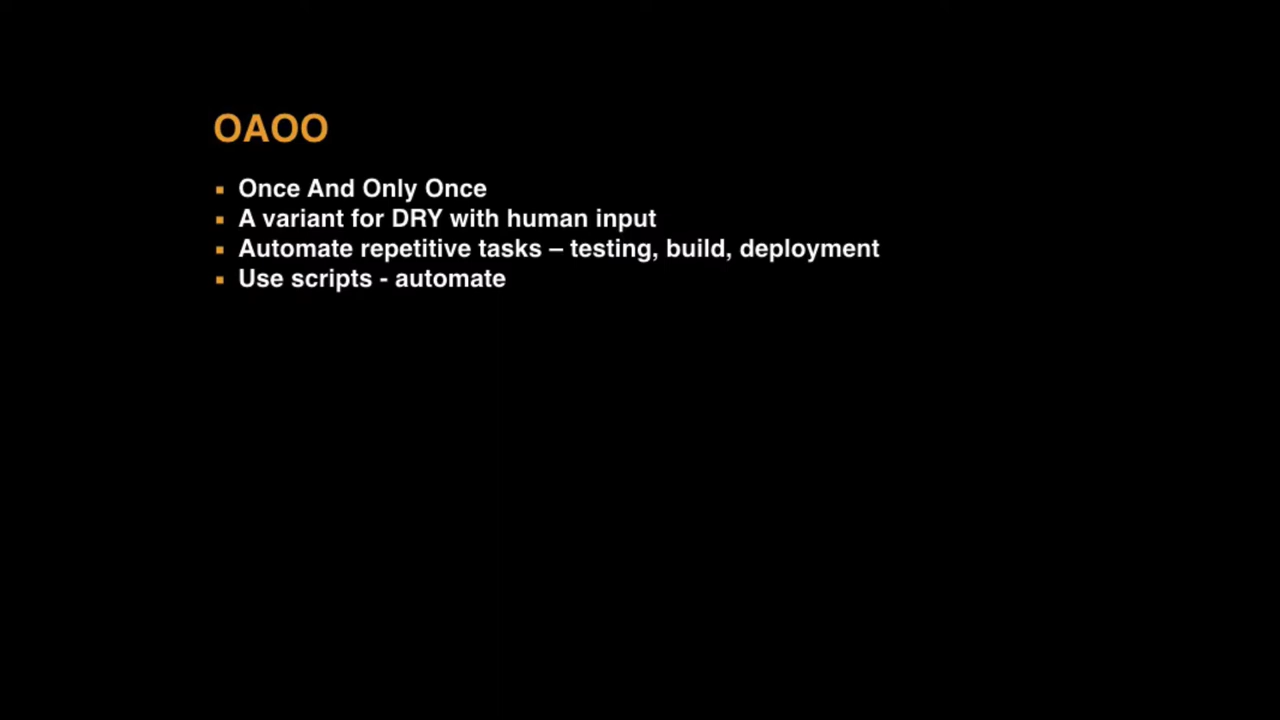 OAOO
▪ Once And Only Once
▪ A variant for DRY with human input
▪ Automate repetitive tasks – testing, build, deployment
▪ Use scripts - automate